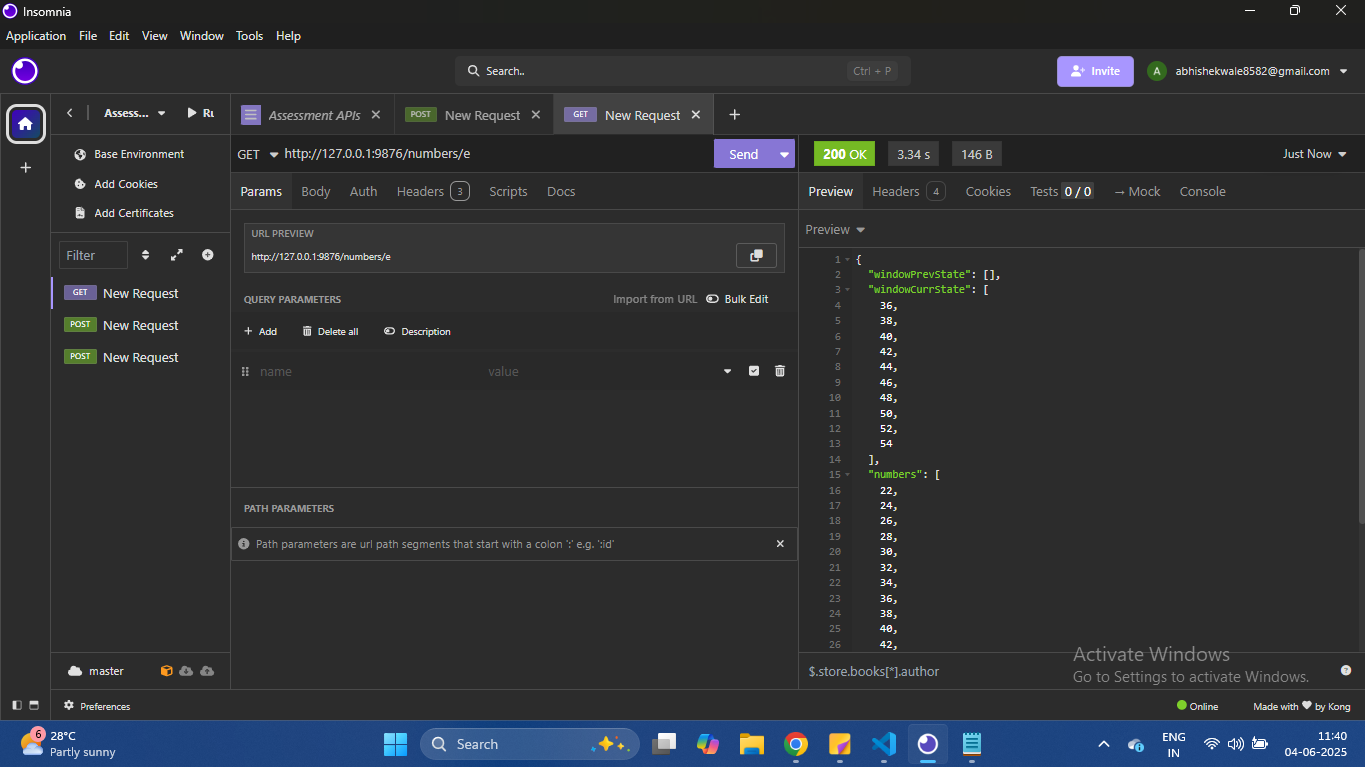 Insomnia
Application File Edit View Window Tools Help
Search.. Ctrl + P
Invite
A abhishekwale8582@gmail.com
Assess...
Ru
Assessment APIs
POST New Request
GET New Request
Base Environment
Add Cookies
Add Certificates
Filter
GET New Request
POST New Request
POST New Request
master
GET http://127.0.0.1:9876/numbers/e
Send
Params Body Auth Headers 3 Scripts Docs
URL PREVIEW
http://127.0.0.1:9876/numbers/e
QUERY PARAMETERS
Import from URL Bulk Edit
+ Add Delete all Description
name value
PATH PARAMETERS
Path parameters are url path segments that start with a colon ':' e.g. ':id'
200 OK 3.34 s 146 B Just Now
Preview Headers 4 Cookies Tests 0 / 0 → Mock Console
Preview
1 {
2 "windowPrevState": [],
3 "windowCurrState": [
4 36,
5 38,
6 40,
7 42,
8 44,
9 46,
10 48,
11 50,
12 52,
13 54
14 ],
15 "numbers": [
16 22,
17 24,
18 26,
19 28,
20 30,
21 32,
22 34,
23 36,
24 38,
25 40,
26 42,
$.store.books[*].author
Activate Windows
Go to Settings to activate Windows.
Preferences
Online
Made with ❤ by Kong
6
28°C
Partly sunny
Search
ENG
IN
11:40
04-06-2025